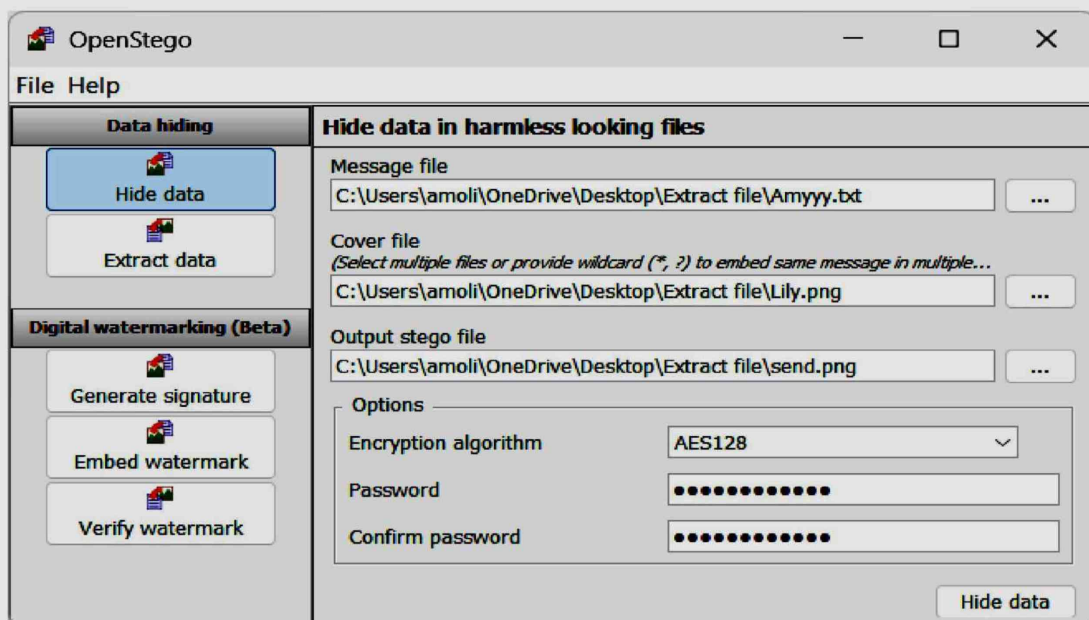 OpenStego
File Help
Data hiding
Hide data
Extract data
Digital watermarking (Beta)
Generate signature
Embed watermark
Verify watermark
Hide data in harmless looking files
Message file
C:\Users\amoli\OneDrive\Desktop\Extract file\Amyyy.txt
...
Cover file
(Select multiple files or provide wildcard (*, ?) to embed same message in multiple...
C:\Users\amoli\OneDrive\Desktop\Extract file\Lily.png
...
Output stego file
C:\Users\amoli\OneDrive\Desktop\Extract file\send.png
...
Options
Encryption algorithm AES128
Password ●●●●●●●●●●●●
Confirm password ●●●●●●●●●●●●
Hide data